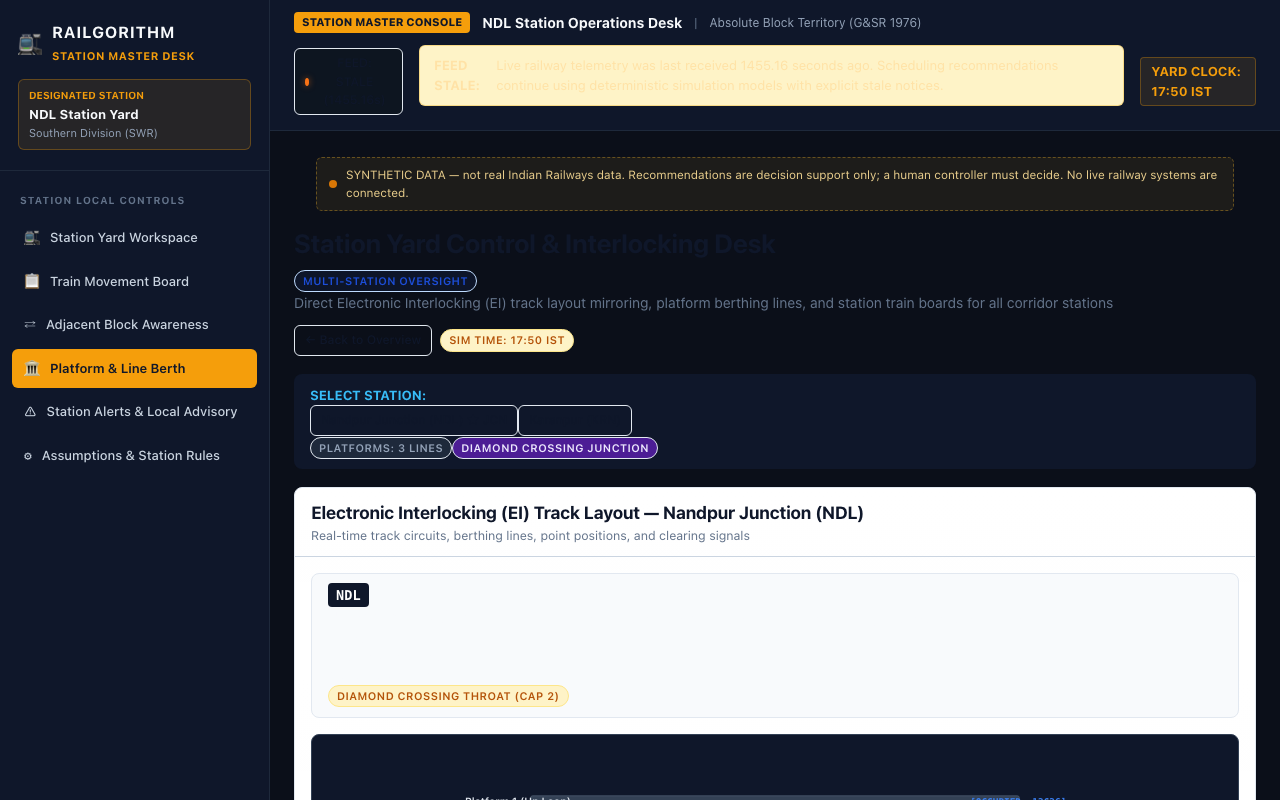 RAILGORITHM
STATION MASTER DESK
DESIGNATED STATION
NDL Station Yard
Southern Division (SWR)
STATION LOCAL CONTROLS
Station Yard Workspace
Train Movement Board
Adjacent Block Awareness
Platform & Line Berth
Station Alerts & Local Advisory
Assumptions & Station Rules
STATION MASTER CONSOLE NDL Station Operations Desk | Absolute Block Territory (G&SR 1976)
FEED STALE: Live railway telemetry was last received 1455.16 seconds ago. Scheduling recommendations
continue using deterministic simulation models with explicit stale notices.
YARD CLOCK:
17:50 IST
SYNTHETIC DATA — not real Indian Railways data. Recommendations are decision support only; a human controller must decide. No live railway systems are
connected.
Station Yard Control & Interlocking Desk
MULTI-STATION OVERSIGHT
Direct Electronic Interlocking (EI) track layout mirroring, platform berthing lines, and station train boards for all corridor stations
← Back to Overview
SIM TIME: 17:50 IST
SELECT STATION:
PLATFORMS: 3 LINES
DIAMOND CROSSING JUNCTION
Electronic Interlocking (EI) Track Layout — Nandpur Junction (NDL)
Real-time track circuits, berthing lines, point positions, and clearing signals
NDL
DIAMOND CROSSING THROAT (CAP 2)